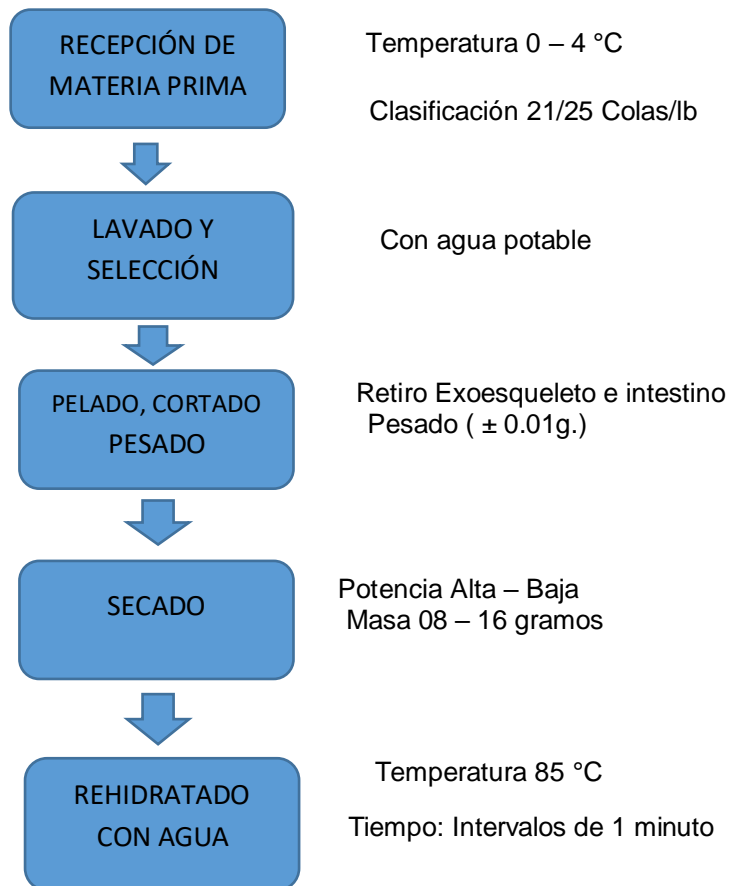 RECEPCIÓN DE
MATERIA PRIMA
Temperatura 0 – 4 °C
Clasificación 21/25 Colas/lb
LAVADO Y
SELECCIÓN
Con agua potable
PELADO, CORTADO
PESADO
Retiro Exoesqueleto e intestino
Pesado ( ± 0.01g.)
SECADO
Potencia Alta – Baja
Masa 08 – 16 gramos
REHIDRATADO
CON AGUA
Temperatura 85 °C
Tiempo: Intervalos de 1 minuto